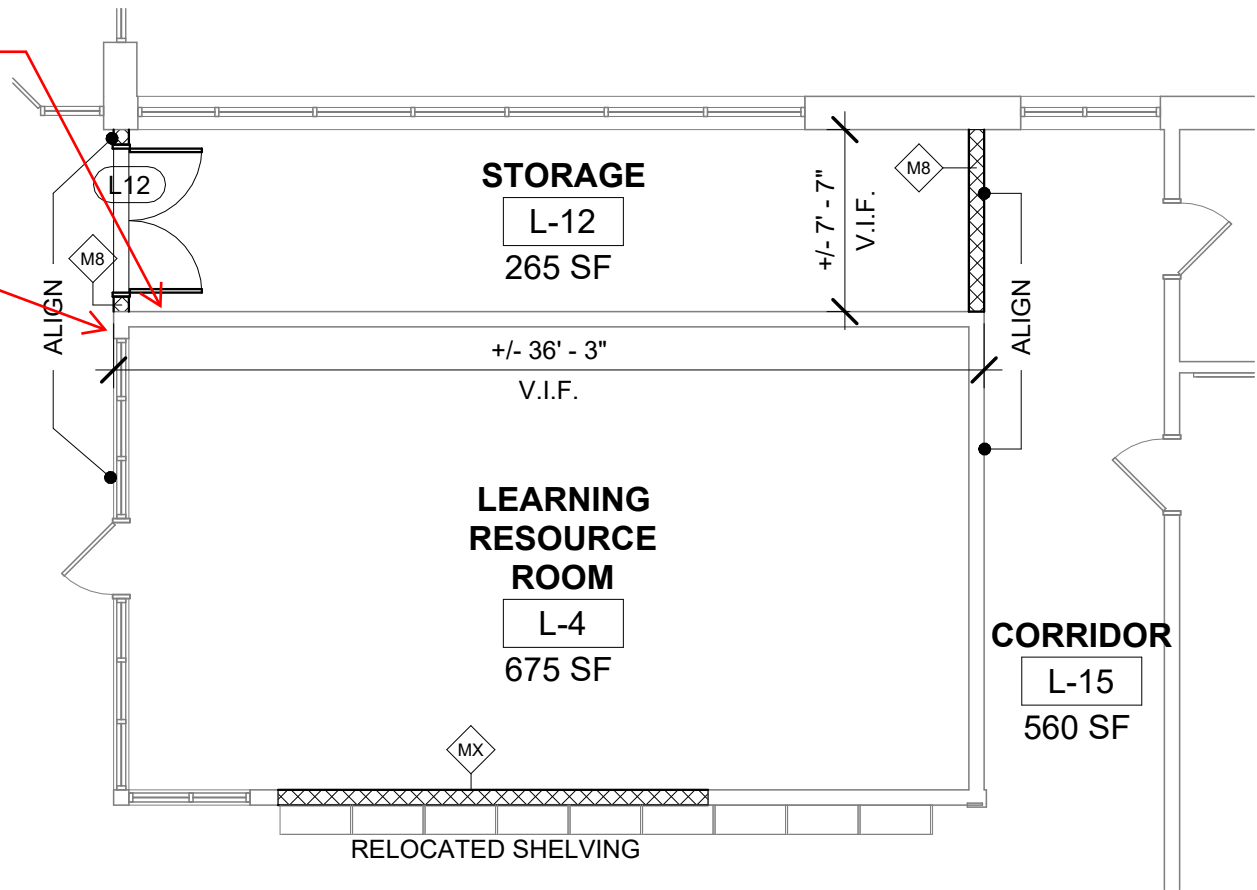 STORAGE
L-12
265 SF
L12
M8
M8
+/- 7' - 7"
V.I.F.
ALIGN
ALIGN
+/- 36' - 3"
V.I.F.
LEARNING
RESOURCE
ROOM
L-4
675 SF
CORRIDOR
L-15
560 SF
MX
RELOCATED SHELVING